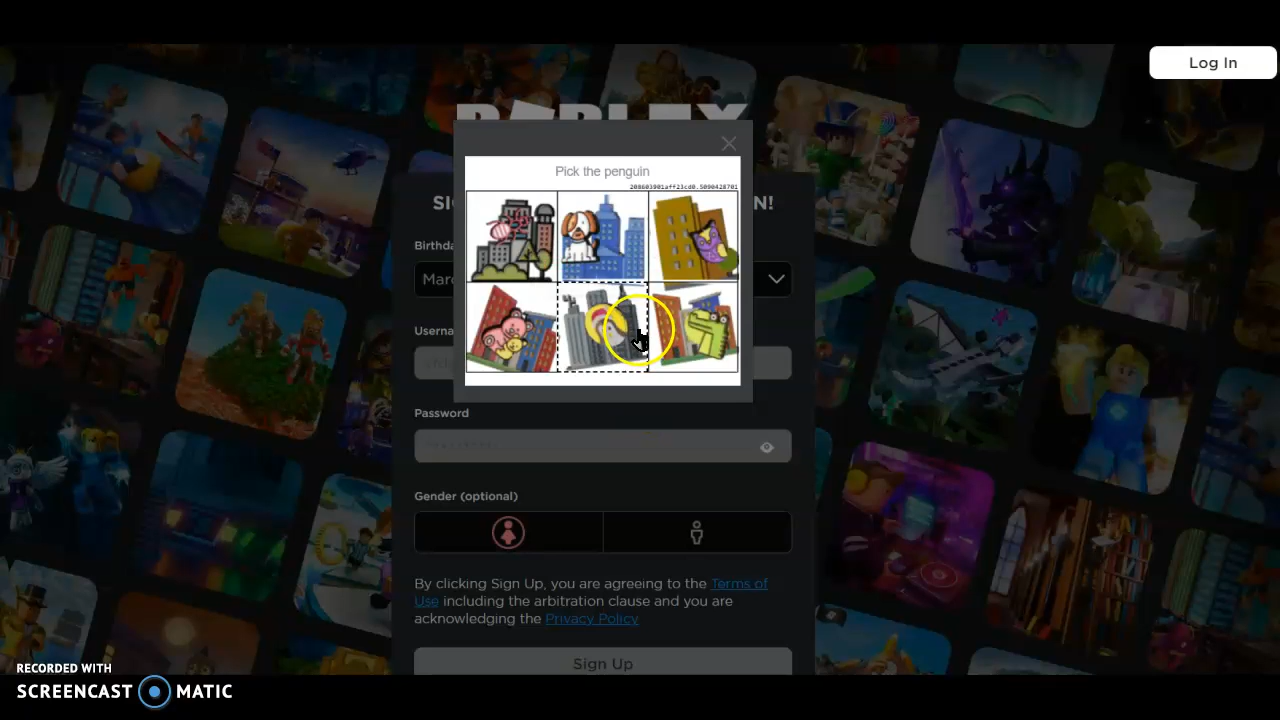 Log In
ROBLOX
Pick the penguin
N!
Birthda
Marc
Userna
Password
Gender (optional)
By clicking Sign Up, you are agreeing to the Terms of
Use including the arbitration clause and you are
acknowledging the Privacy Policy
Sign Up
RECORDED WITH
SCREENCAST MATIC